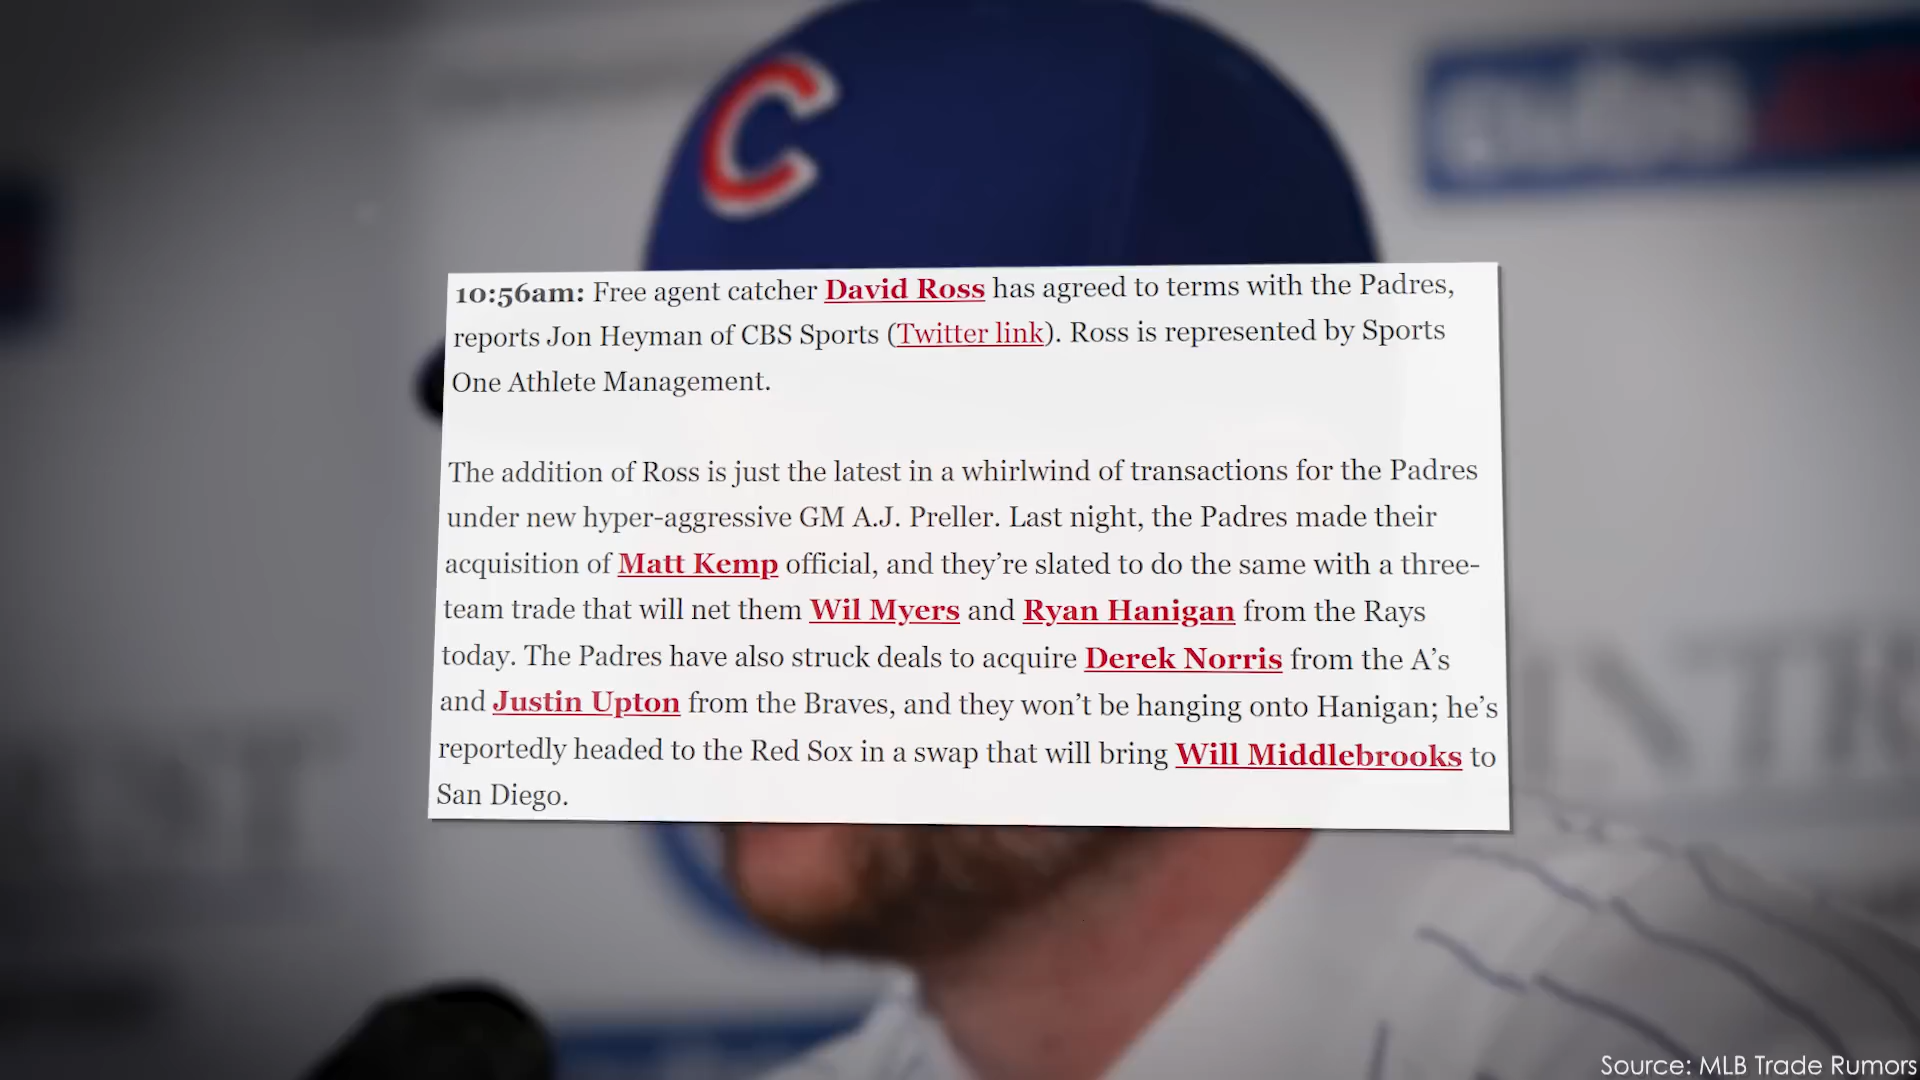 C
10:56am: Free agent catcher David Ross has agreed to terms with the Padres,
reports Jon Heyman of CBS Sports (Twitter link). Ross is represented by Sports
One Athlete Management.
The addition of Ross is just the latest in a whirlwind of transactions for the Padres
under new hyper-aggressive GM A.J. Preller. Last night, the Padres made their
acquisition of Matt Kemp official, and they’re slated to do the same with a three-
team trade that will net them Wil Myers and Ryan Hanigan from the Rays
today. The Padres have also struck deals to acquire Derek Norris from the A’s
and Justin Upton from the Braves, and they won’t be hanging onto Hanigan; he’s
reportedly headed to the Red Sox in a swap that will bring Will Middlebrooks to
San Diego.
Source: MLB Trade Rumors